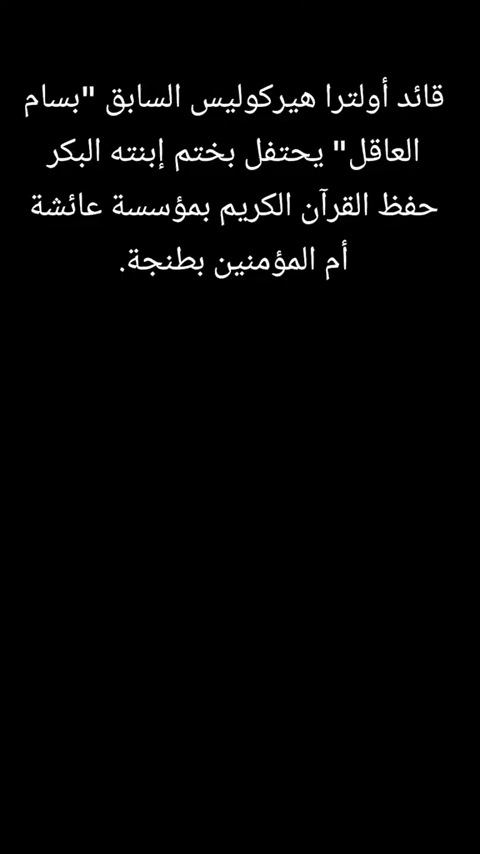 قائد أولترا هيركوليس السابق "بسام
العاقل" يحتفل بختم إبنته البكر
حفظ القرآن الكريم بمؤسسة عائشة
أم المؤمنين بطنجة.